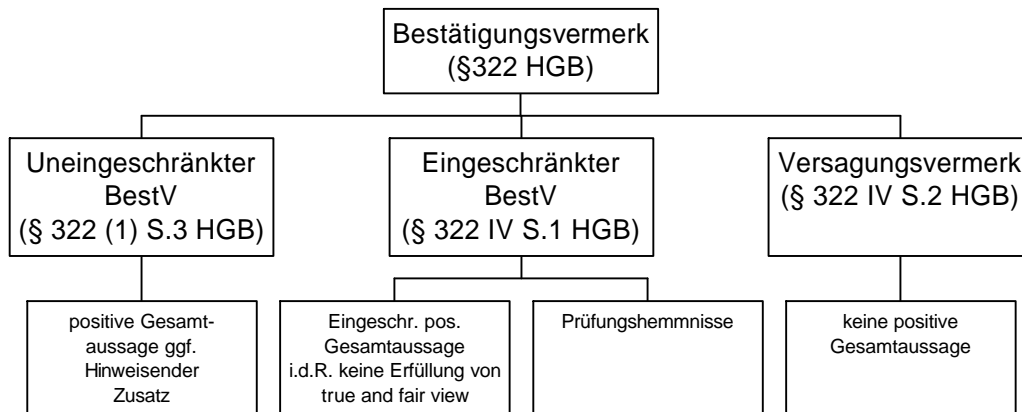 Bestätigungsvermerk
(§322 HGB)
Uneingeschränkter
BestV
(§ 322 (1) S.3 HGB)
Eingeschränkter
BestV
(§ 322 IV S.1 HGB)
Versagungsvermerk
(§ 322 IV S.2 HGB)
positive Gesamt-
aussage ggf.
Hinweisender
Zusatz
Eingeschr. pos.
Gesamtaussage
i.d.R. keine Erfüllung von
true and fair view
Prüfungshemmnisse
keine positive
Gesamtaussage